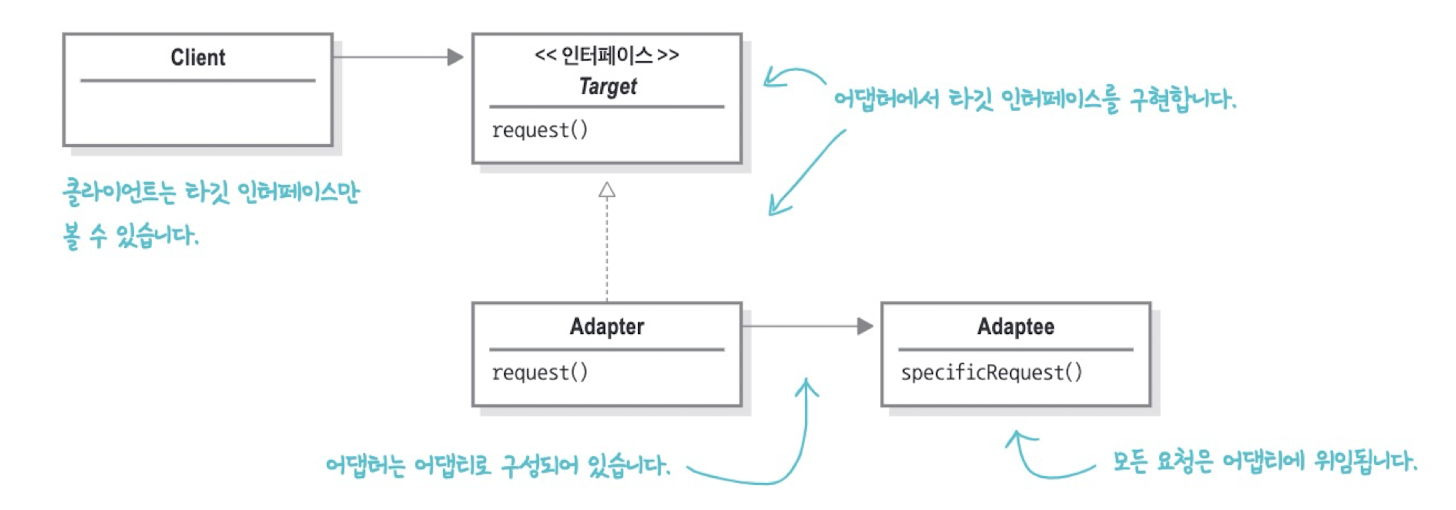 Client
<< 인터페이스 >>
Target
request()
어댑터에서 타깃 인터페이스를 구현합니다.
클라이언트는 타깃 인터페이스만
볼 수 있습니다.
Adapter
request()
Adaptee
specificRequest()
어댑터는 어댑티로 구성되어 있습니다.
모든 요청은 어댑티에 위임됩니다.